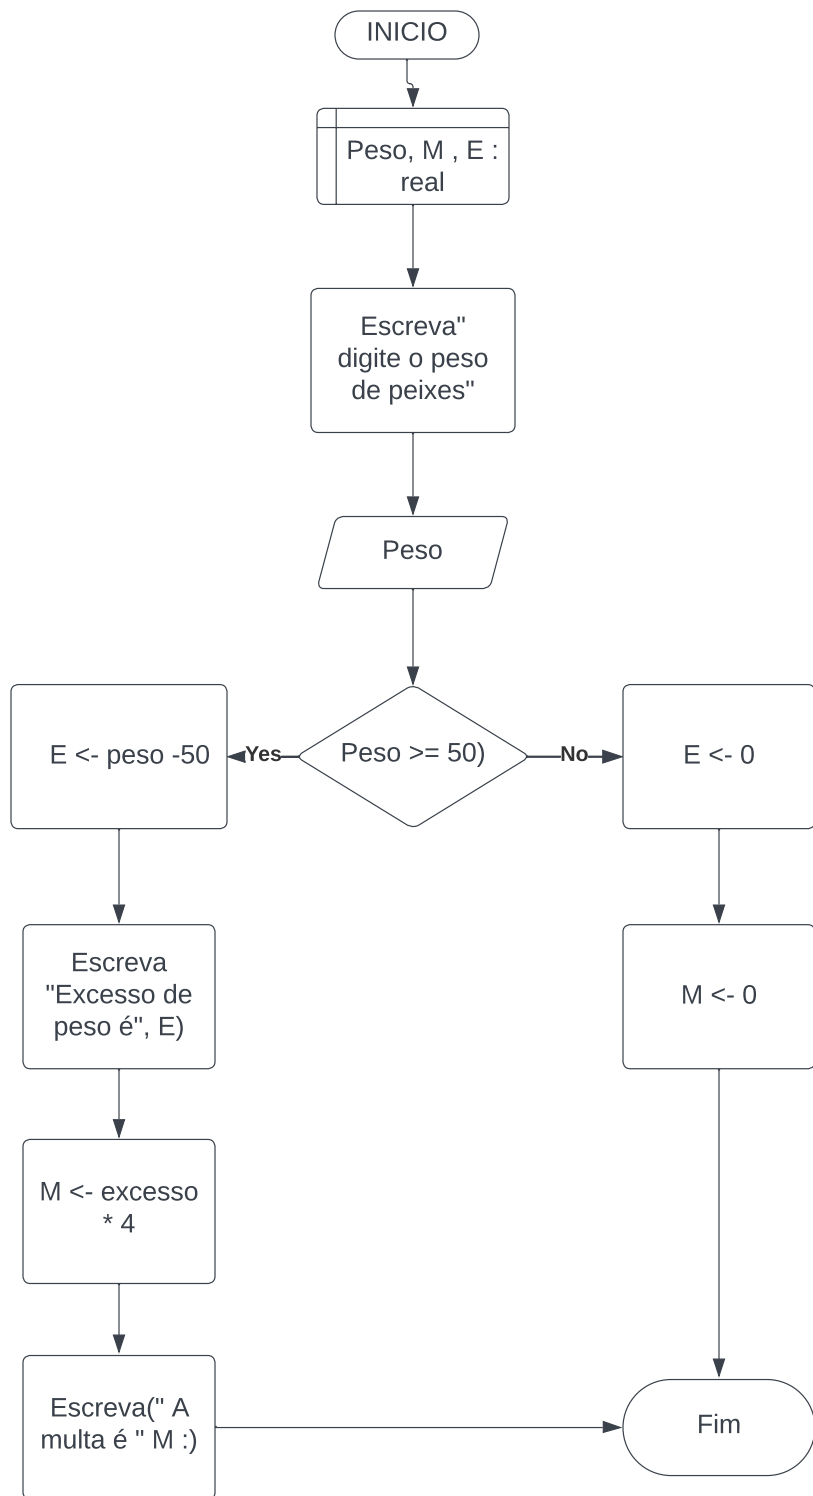 INICIO
Peso, M , E :
real
Escreva"
digite o peso
de peixes"
Peso
E <- peso -50
Yes
Peso >= 50)
No
E <- 0
Escreva
"Excesso de
peso é", E)
M <- 0
M <- excesso
* 4
Escreva(" A
multa é " M :)
Fim